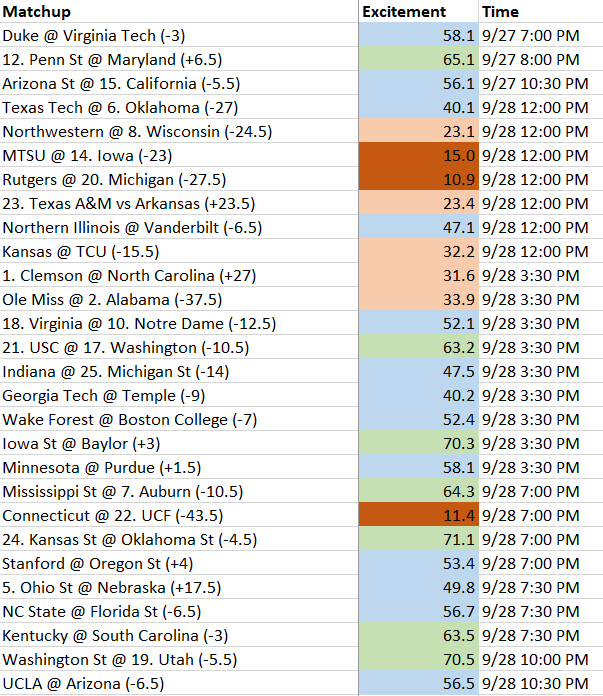 Matchup Excitement Time
Duke @ Virginia Tech (-3) 58.1 9/27 7:00 PM
12. Penn St @ Maryland (+6.5) 65.1 9/27 8:00 PM
Arizona St @ 15. California (-5.5) 56.1 9/27 10:30 PM
Texas Tech @ 6. Oklahoma (-27) 40.1 9/28 12:00 PM
Northwestern @ 8. Wisconsin (-24.5) 23.1 9/28 12:00 PM
MTSU @ 14. Iowa (-23) 15.0 9/28 12:00 PM
Rutgers @ 20. Michigan (-27.5) 10.9 9/28 12:00 PM
23. Texas A&M vs Arkansas (+23.5) 23.4 9/28 12:00 PM
Northern Illinois @ Vanderbilt (-6.5) 47.1 9/28 12:00 PM
Kansas @ TCU (-15.5) 32.2 9/28 12:00 PM
1. Clemson @ North Carolina (+27) 31.6 9/28 3:30 PM
Ole Miss @ 2. Alabama (-37.5) 33.9 9/28 3:30 PM
18. Virginia @ 10. Notre Dame (-12.5) 52.1 9/28 3:30 PM
21. USC @ 17. Washington (-10.5) 63.2 9/28 3:30 PM
Indiana @ 25. Michigan St (-14) 47.5 9/28 3:30 PM
Georgia Tech @ Temple (-9) 40.2 9/28 3:30 PM
Wake Forest @ Boston College (-7) 52.4 9/28 3:30 PM
Iowa St @ Baylor (+3) 70.3 9/28 3:30 PM
Minnesota @ Purdue (+1.5) 58.1 9/28 3:30 PM
Mississippi St @ 7. Auburn (-10.5) 64.3 9/28 7:00 PM
Connecticut @ 22. UCF (-43.5) 11.4 9/28 7:00 PM
24. Kansas St @ Oklahoma St (-4.5) 71.1 9/28 7:00 PM
Stanford @ Oregon St (+4) 53.4 9/28 7:00 PM
5. Ohio St @ Nebraska (+17.5) 49.8 9/28 7:30 PM
NC State @ Florida St (-6.5) 56.7 9/28 7:30 PM
Kentucky @ South Carolina (-3) 63.5 9/28 7:30 PM
Washington St @ 19. Utah (-5.5) 70.5 9/28 10:00 PM
UCLA @ Arizona (-6.5) 56.5 9/28 10:30 PM